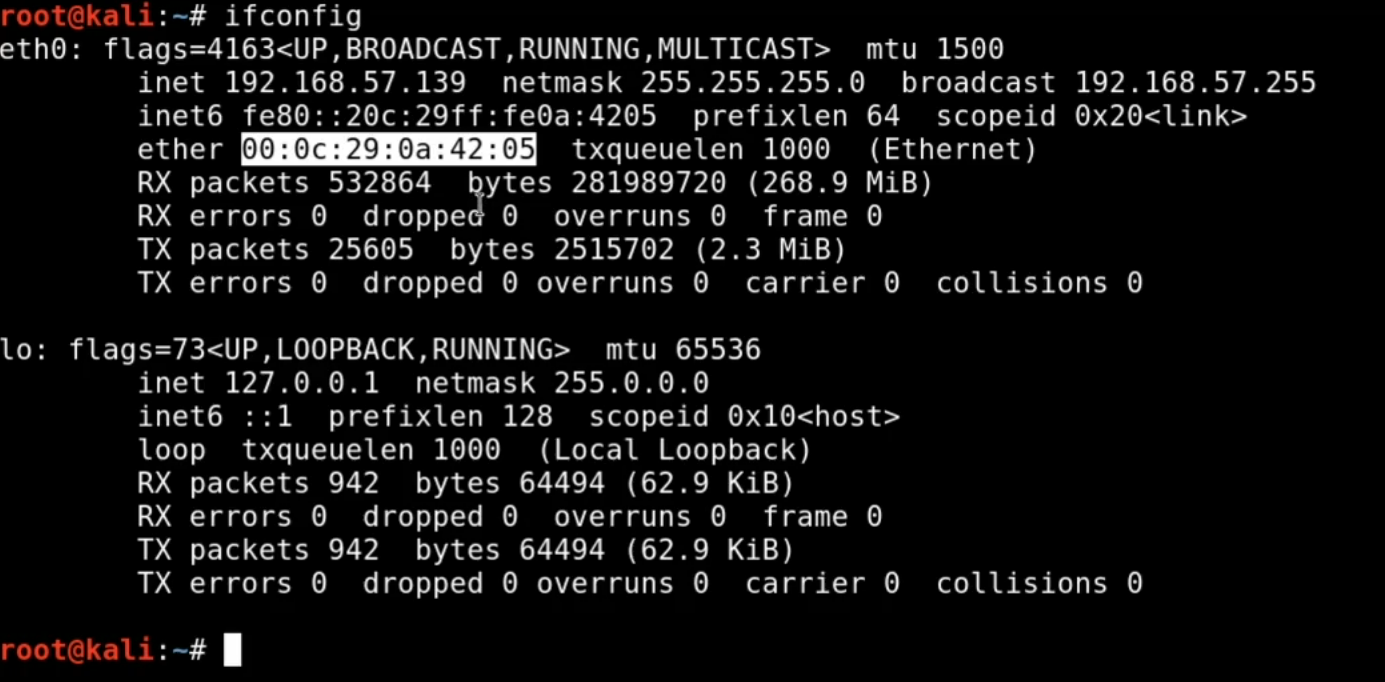 root@kali:~# ifconfig
eth0: flags=4163<UP,BROADCAST,RUNNING,MULTICAST>  mtu 1500
        inet 192.168.57.139  netmask 255.255.255.0  broadcast 192.168.57.255
        inet6 fe80::20c:29ff:fe0a:4205  prefixlen 64  scopeid 0x20<link>
        ether 00:0c:29:0a:42:05  txqueuelen 1000  (Ethernet)
        RX packets 532864  bytes 281989720 (268.9 MiB)
        RX errors 0  dropped 0  overruns 0  frame 0
        TX packets 25605  bytes 2515702 (2.3 MiB)
        TX errors 0  dropped 0 overruns 0  carrier 0  collisions 0

lo: flags=73<UP,LOOPBACK,RUNNING>  mtu 65536
        inet 127.0.0.1  netmask 255.0.0.0
        inet6 ::1  prefixlen 128  scopeid 0x10<host>
        loop  txqueuelen 1000  (Local Loopback)
        RX packets 942  bytes 64494 (62.9 KiB)
        RX errors 0  dropped 0  overruns 0  frame 0
        TX packets 942  bytes 64494 (62.9 KiB)
        TX errors 0  dropped 0 overruns 0  carrier 0  collisions 0

root@kali:~#